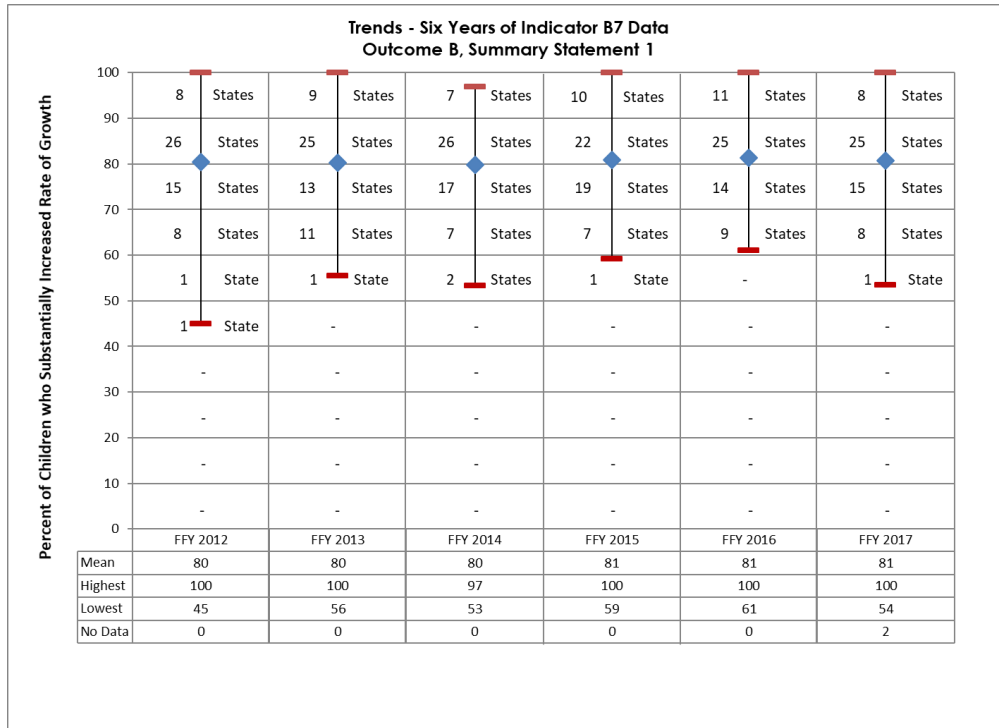 Trends - Six Years of Indicator B7 Data
Outcome B, Summary Statement 1
Percent of Children who Substantially Increased Rate of Growth
100
8 States 9 States 7 States 10 States 11 States 8 States
90
26 States 25 States 26 States 22 States 25 States 25 States
80
15 States 13 States 17 States 19 States 14 States 15 States
70
8 States 11 States 7 States 7 States 9 States 8 States
60
1 State 1 State 2 States 1 State - 1 State
50
1 State - - - - -
40
- - - - - -
30
- - - - - -
20
- - - - - -
10
- - - - - -
0
FFY 2012 FFY 2013 FFY 2014 FFY 2015 FFY 2016 FFY 2017
Mean 80 80 80 81 81 81
Highest 100 100 97 100 100 100
Lowest 45 56 53 59 61 54
No Data 0 0 0 0 0 2